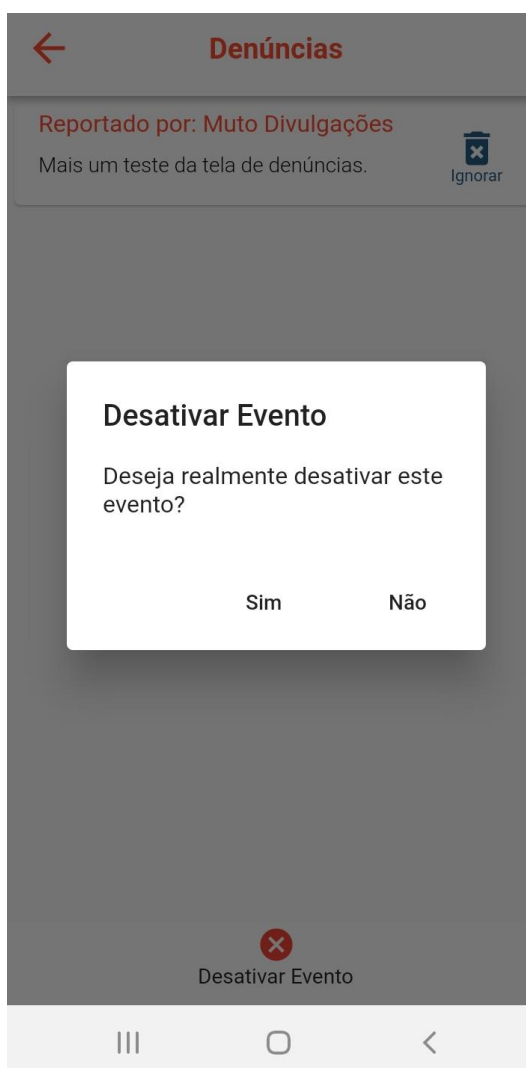 Denúncias
Reportado por: Muto Divulgações
Mais um teste da tela de denúncias.
Ignorar
Desativar Evento
Deseja realmente desativar este
evento?
Sim Não
Desativar Evento